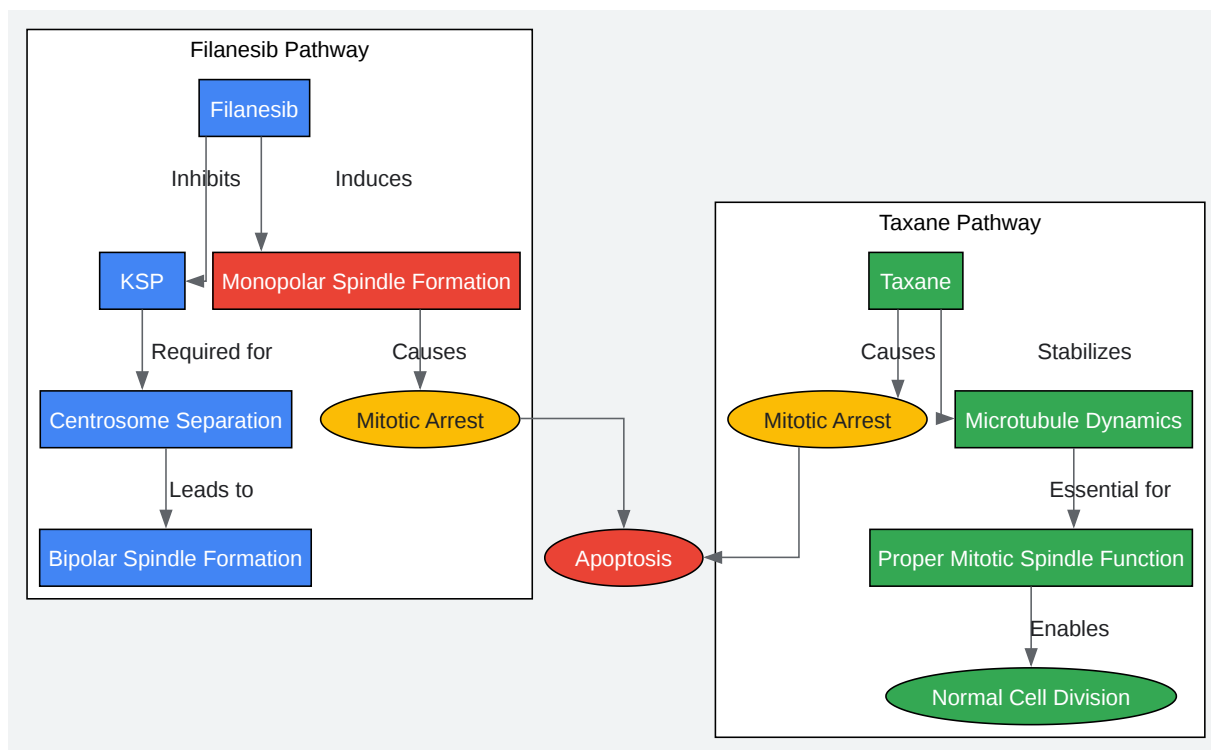 Filanesib Pathway
Filanesib
Inhibits
Induces
KSP
Monopolar Spindle Formation
Required for
Causes
Centrosome Separation
Mitotic Arrest
Leads to
Bipolar Spindle Formation
Apoptosis
Taxane Pathway
Taxane
Causes
Stabilizes
Mitotic Arrest
Microtubule Dynamics
Essential for
Proper Mitotic Spindle Function
Enables
Normal Cell Division